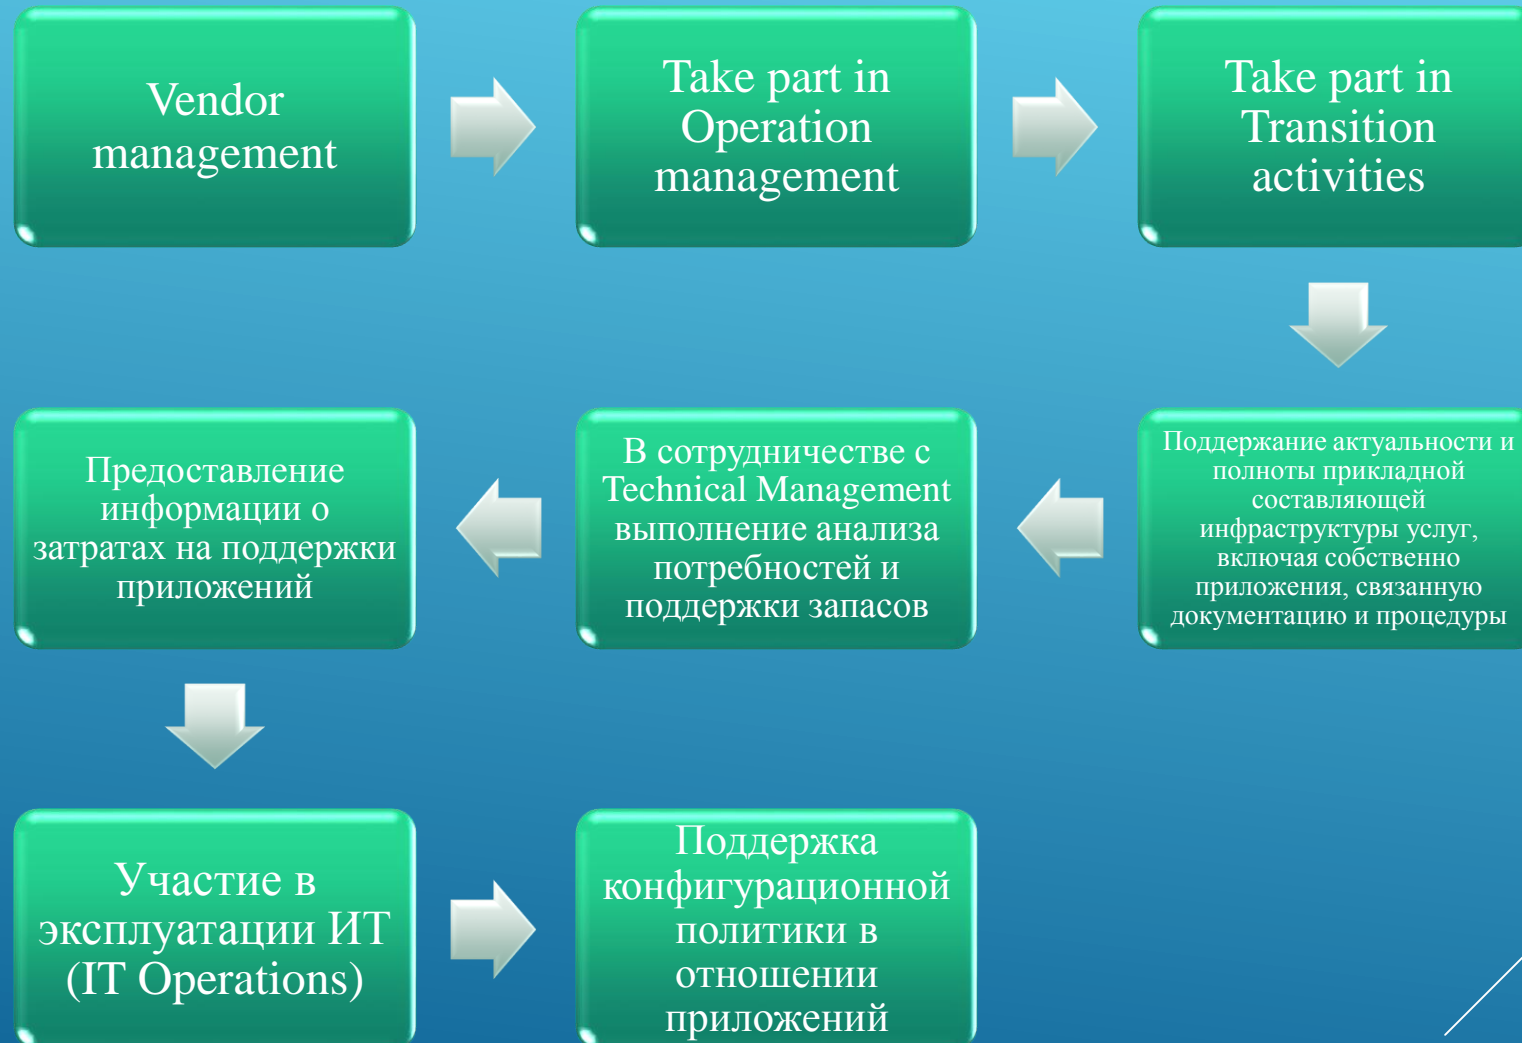 Vendor
management
Take part in
Operation
management
Take part in
Transition
activities
Поддержание актуальности и
полноты прикладной
составляющей
инфраструктуры услуг,
включая собственно
приложения, связанную
документацию и процедуры
В сотрудничестве с
Technical Management
выполнение анализа
потребностей и
поддержки запасов
Предоставление
информации о
затратах на поддержки
приложений
Участие в
эксплуатации ИТ
(IT Operations)
Поддержка
конфигурационной
политики в
отношении
приложений